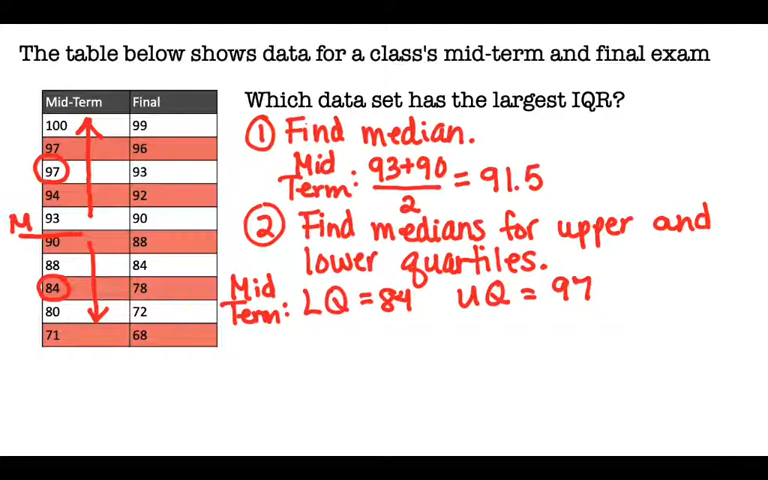 The table below shows data for a class's mid-term and final exam
Mid-Term Final
100 99
97 96
97 93
94 92
93 90
M
90 88
88 84
84 78
80 72
71 68
Which data set has the largest IQR?
① Find median.
Mid Term: 93+90 / 2 = 91.5
② Find medians for upper and
lower quartiles.
Mid Term: LQ = 84 UQ = 97